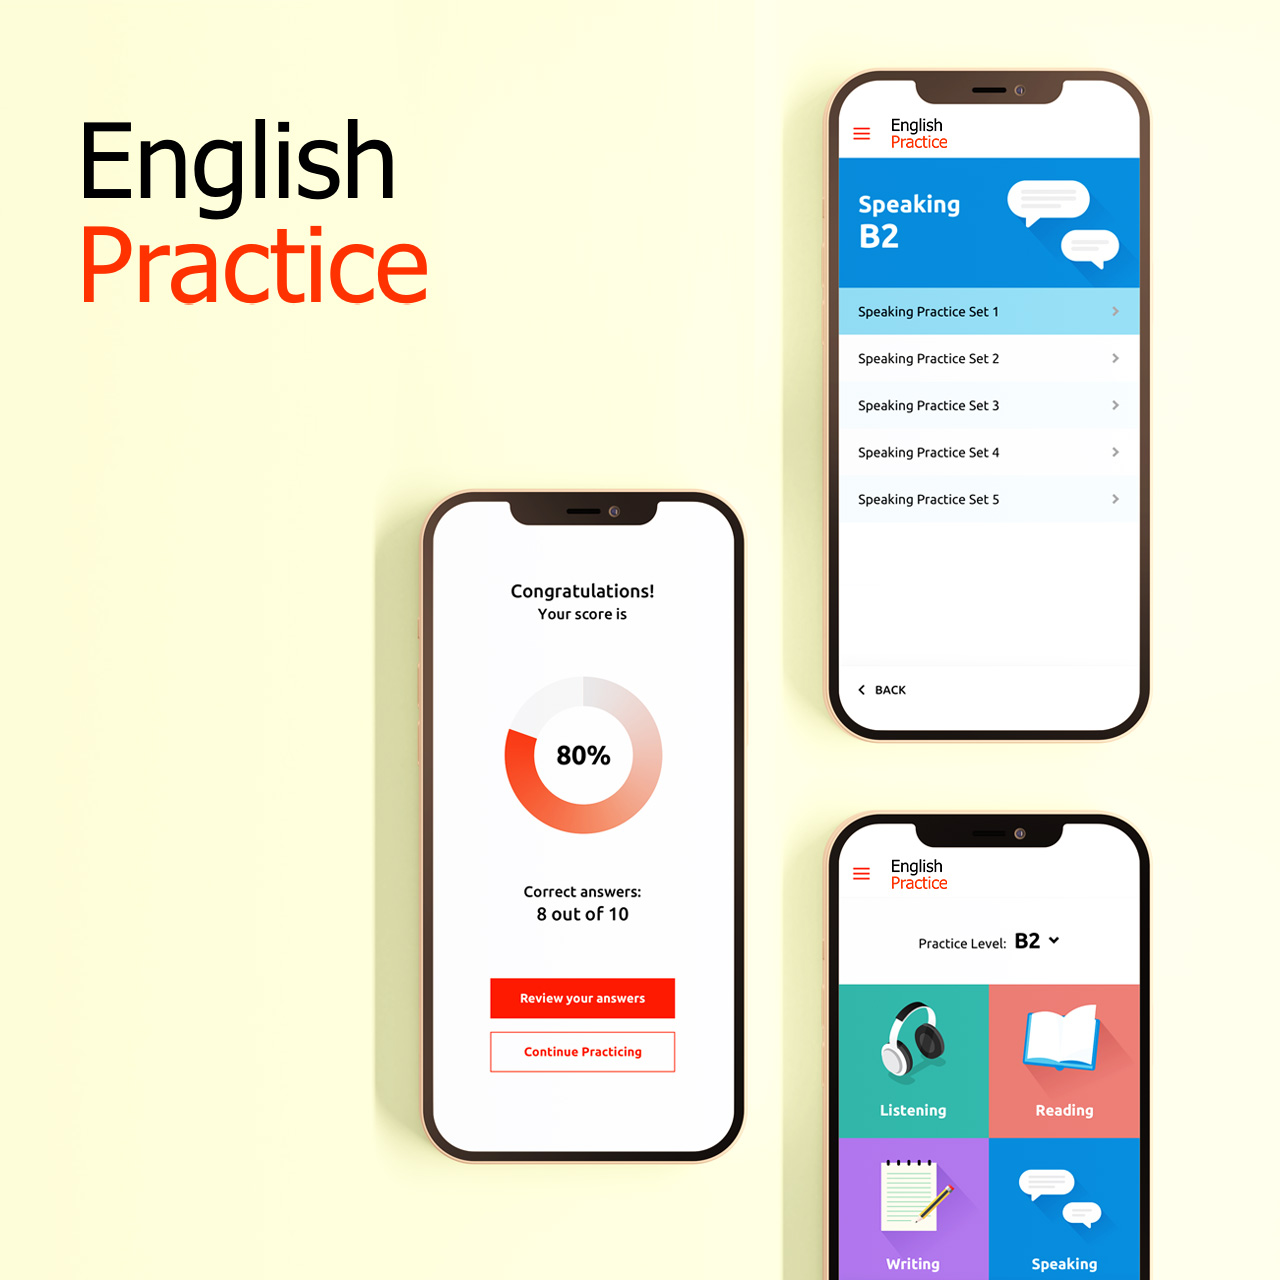 English
Practice
English
Practice
Speaking
B2
Speaking Practice Set 1
Speaking Practice Set 2
Speaking Practice Set 3
Speaking Practice Set 4
Speaking Practice Set 5
BACK
Congratulations!
Your score is
80%
Correct answers:
8 out of 10
Review your answers
Continue Practicing
English
Practice
Practice Level: B2
Listening
Reading
Writing
Speaking